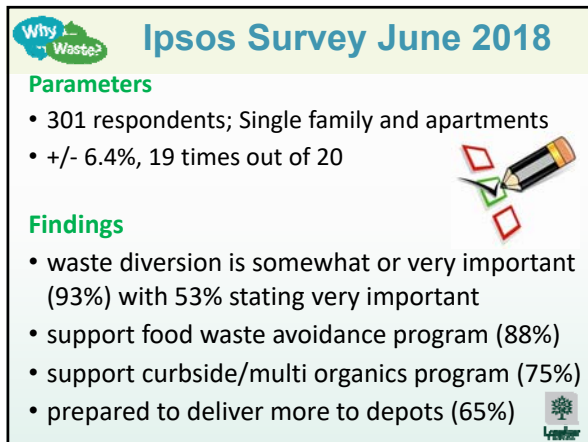 Why
Waste?
Ipsos Survey June 2018
Parameters
• 301 respondents; Single family and apartments
• +/- 6.4%, 19 times out of 20
Findings
• waste diversion is somewhat or very important
(93%) with 53% stating very important
• support food waste avoidance program (88%)
• support curbside/multi organics program (75%)
• prepared to deliver more to depots (65%)